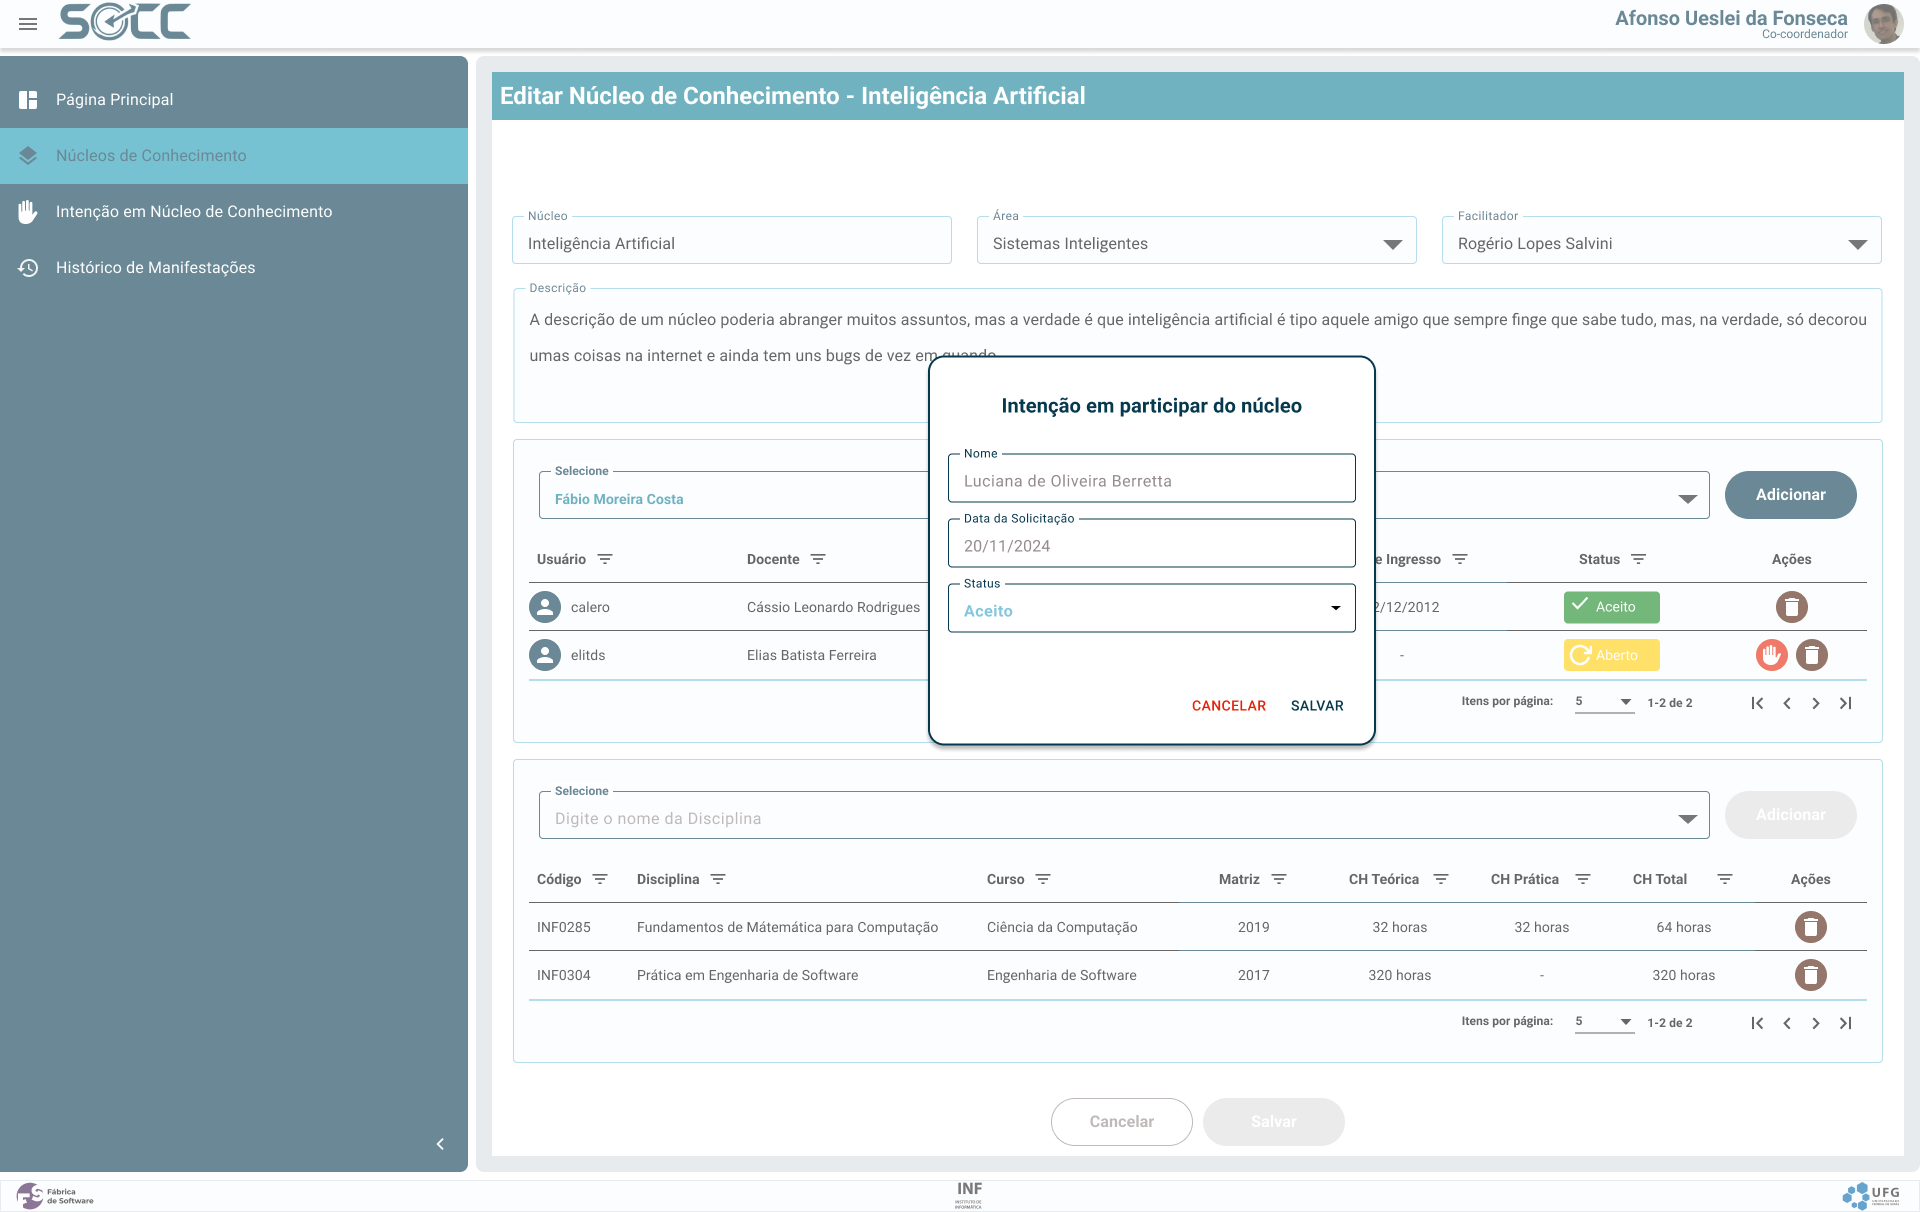 SOCC
Afonso Ueslei da Fonseca
Co-coordenador
Página Principal
Núcleos de Conhecimento
Intenção em Núcleo de Conhecimento
Histórico de Manifestações
Editar Núcleo de Conhecimento - Inteligência Artificial
Núcleo
Inteligência Artificial
Área
Sistemas Inteligentes
Facilitador
Rogério Lopes Salvini
Descrição
A descrição de um núcleo poderia abranger muitos assuntos, mas a verdade é que inteligência artificial é tipo aquele amigo que sempre finge que sabe tudo, mas, na verdade, só decorou
umas coisas na internet e ainda tem uns bugs de vez em quando
Selecione
Fábio Moreira Costa
Adicionar
Usuário Docente e Ingresso Status Ações
calero Cássio Leonardo Rodrigues 2/12/2012 Aceito
elitds Elias Batista Ferreira - Aberto
Itens por página: 5 1-2 de 2
Intenção em participar do núcleo
Nome
Luciana de Oliveira Berretta
Data da Solicitação
20/11/2024
Status
Aceito
CANCELAR SALVAR
Selecione
Digite o nome da Disciplina
Adicionar
Código Disciplina Curso Matriz CH Teórica CH Prática CH Total Ações
INF0285 Fundamentos de Mátemática para Computação Ciência da Computação 2019 32 horas 32 horas 64 horas
INF0304 Prática em Engenharia de Software Engenharia de Software 2017 320 horas - 320 horas
Itens por página: 5 1-2 de 2
Cancelar Salvar
FS Fábrica
de Software
INF
INSTITUTO DE
INFORMÁTICA
UFG